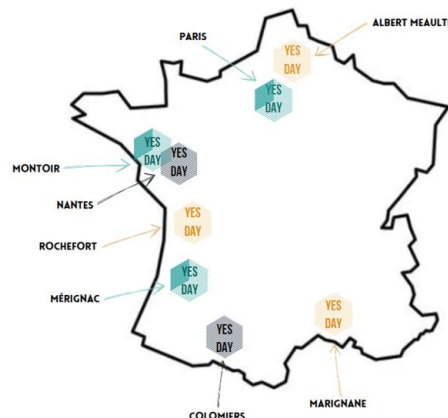 ALBERT MEAULT
PARIS
YES
DAY
YES
DAY
YES
DAY
YES
DAY
MONTOIR
NANTES
YES
DAY
ROCHEFORT
YES
DAY
MÉRIGNAC
YES
DAY
YES
DAY
COLOMIERS
MARIGNANE